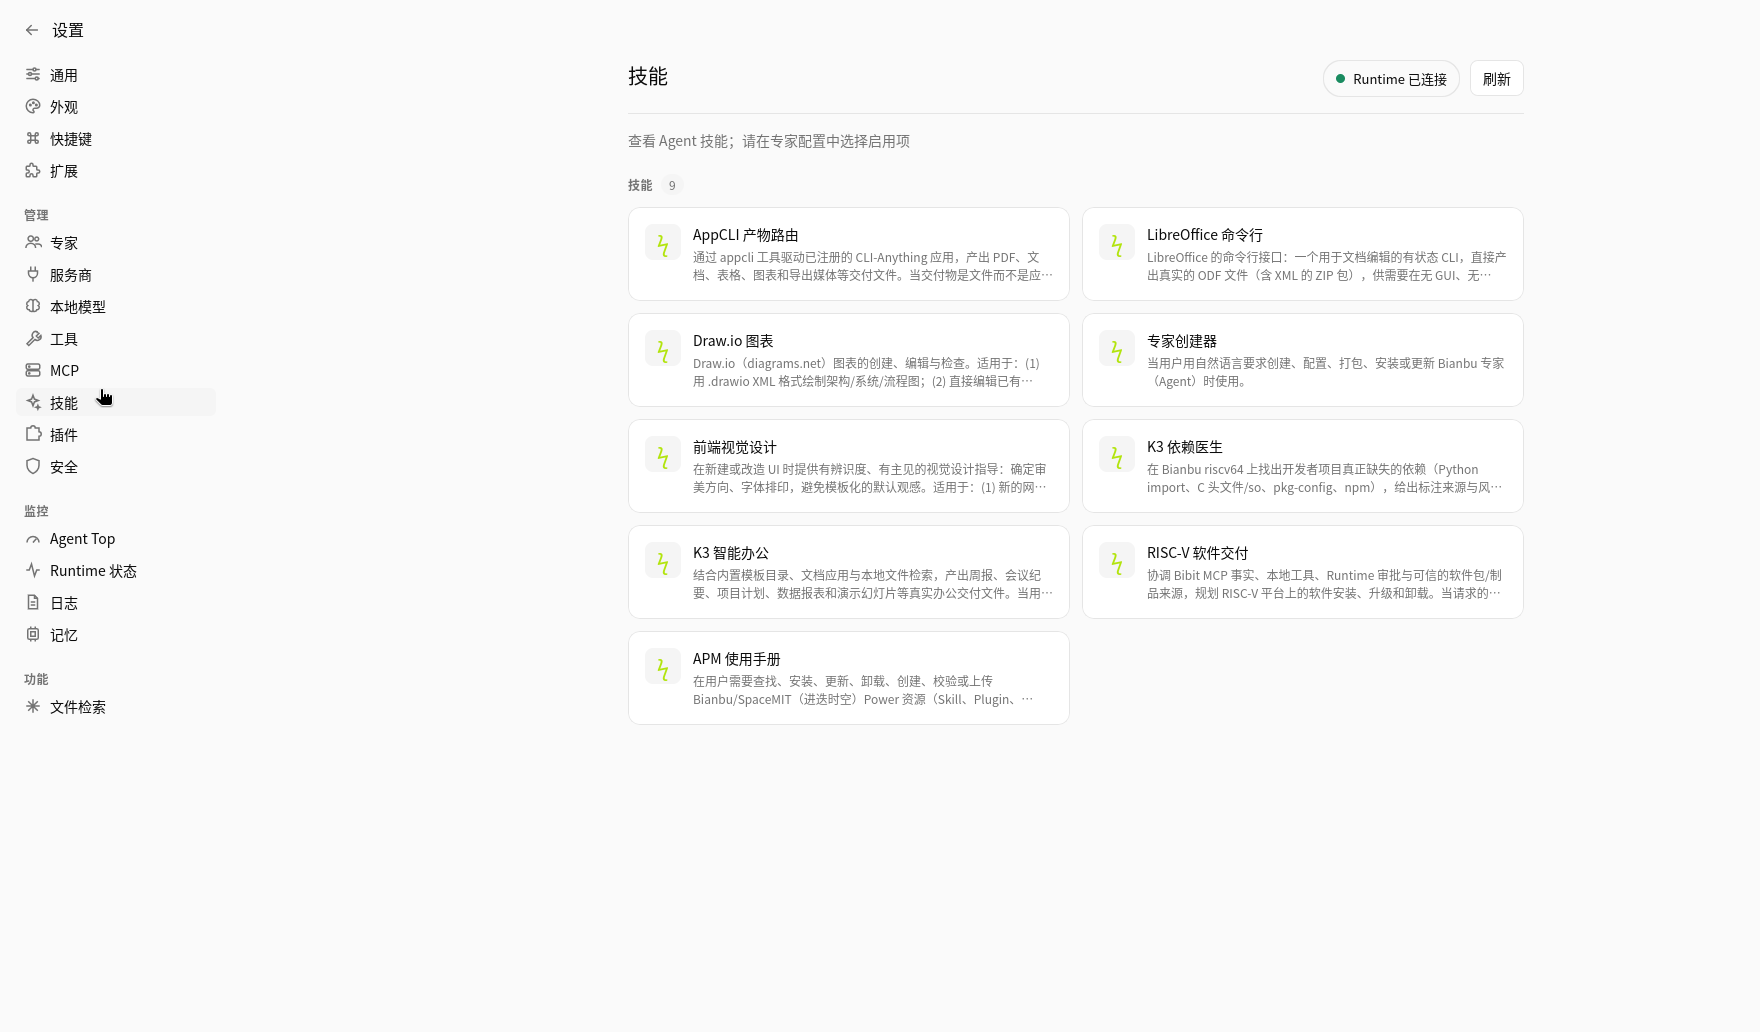 设置
通用
外观
快捷键
扩展
管理
专家
服务商
本地模型
工具
MCP
技能
插件
安全
监控
Agent Top
Runtime 状态
日志
记忆
功能
文件检索
技能
Runtime 已连接
刷新
查看 Agent 技能；请在专家配置中选择启用项
技能 9
AppCLI 产物路由
通过 appcli 工具驱动已注册的 CLI-Anything 应用，产出 PDF、文
档、表格、图表和导出媒体等交付文件。当交付物是文件而不是应…
LibreOffice 命令行
LibreOffice 的命令行接口：一个用于文档编辑的有状态 CLI，直接产
出真实的 ODF 文件（含 XML 的 ZIP 包），供需要在无 GUI、无…
Draw.io 图表
Draw.io（diagrams.net）图表的创建、编辑与检查。适用于：(1)
用 .drawio XML 格式绘制架构/系统/流程图；(2) 直接编辑已有…
专家创建器
当用户用自然语言要求创建、配置、打包、安装或更新 Bianbu 专家
（Agent）时使用。
前端视觉设计
在新建或改造 UI 时提供有辨识度、有主见的视觉设计指导：确定审
美方向、字体排印，避免模板化的默认观感。适用于：(1) 新的网…
K3 依赖医生
在 Bianbu riscv64 上找出开发者项目真正缺失的依赖（Python
import、C 头文件/so、pkg-config、npm），给出标注来源与风…
K3 智能办公
结合内置模板目录、文档应用与本地文件检索，产出周报、会议纪
要、项目计划、数据报表和演示幻灯片等真实办公交付文件。当用…
RISC-V 软件交付
协调 Bibit MCP 事实、本地工具、Runtime 审批与可信的软件包/制
品来源，规划 RISC-V 平台上的软件安装、升级和卸载。当请求的…
APM 使用手册
在用户需要查找、安装、更新、卸载、创建、校验或上传
Bianbu/SpaceMIT（进迭时空）Power 资源（Skill、Plugin、…